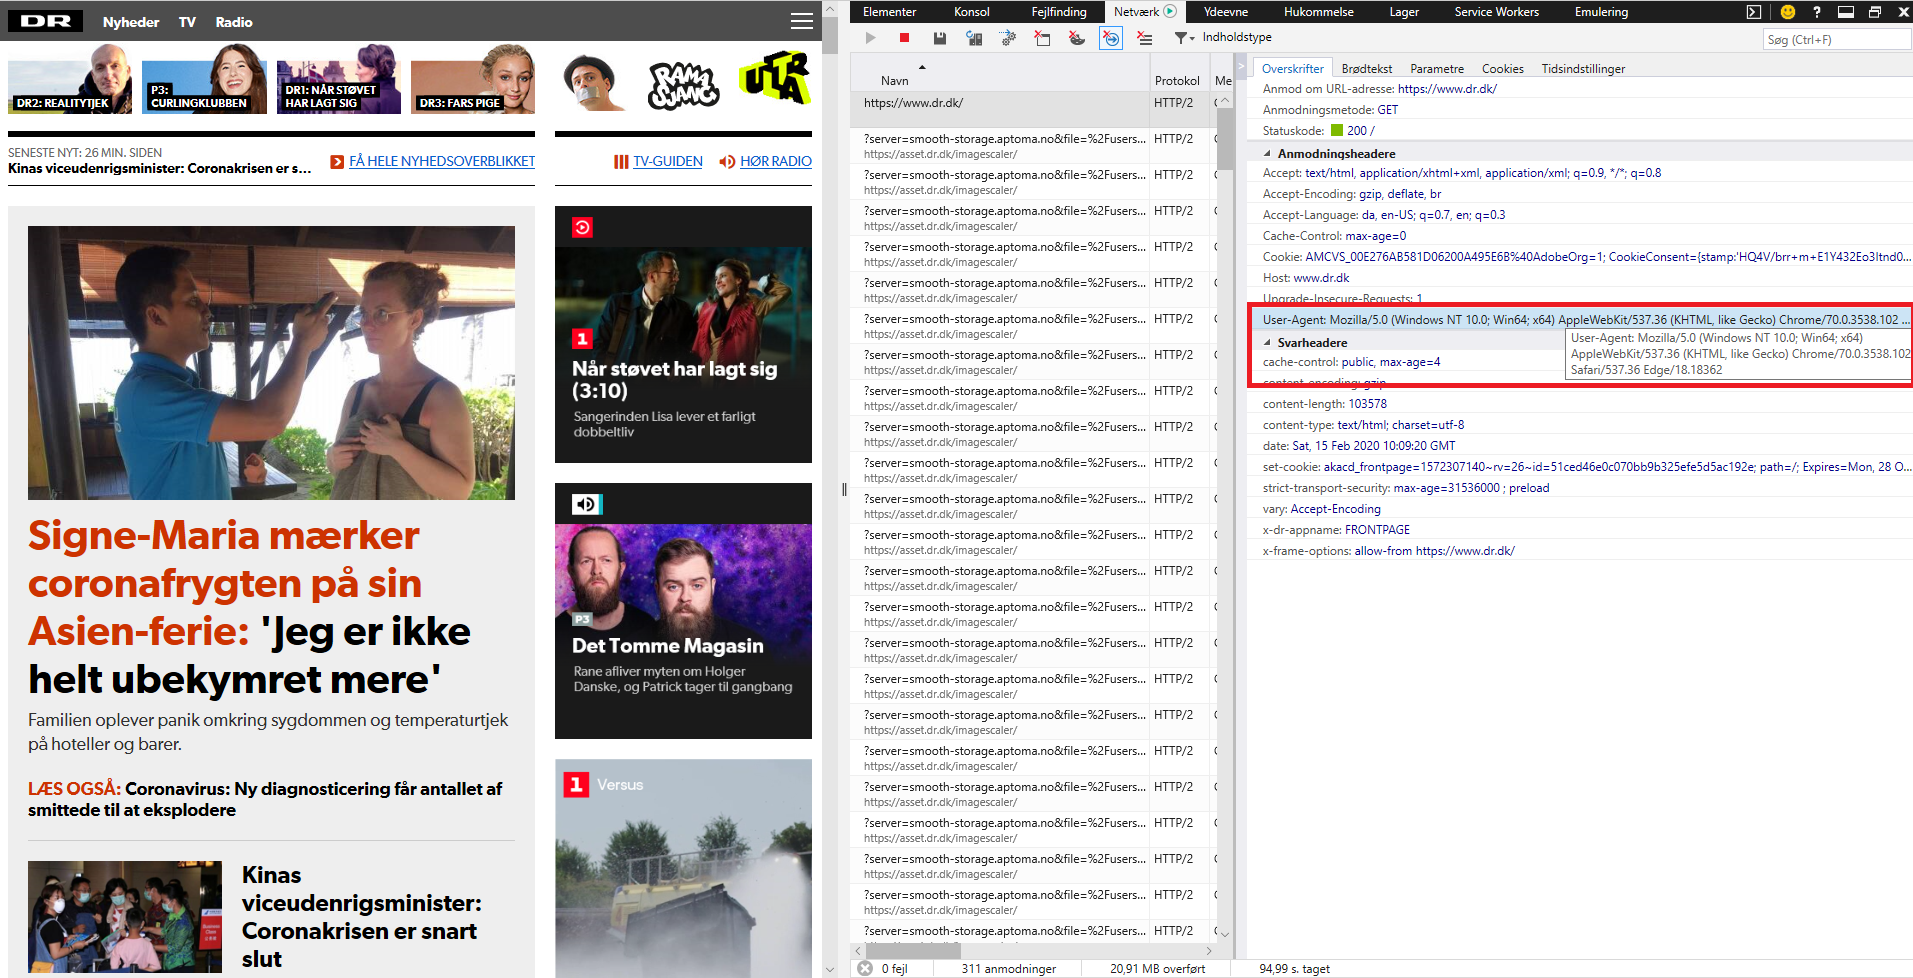 DR Nyheder TV Radio
DR2: REALITYTJEK
P3:
CURLINGKLUBBEN
DR1: NÅR STØVET
HAR LAGT SIG
DR3: FARS PIGE
RAMA
SJANG
ULTRA
SENESTE NYT: 26 MIN. SIDEN
Kinas viceudenrigsminister: Coronakrisen er s...
FÅ HELE NYHEDSOVERBLIKKET
TV-GUIDEN
HØR RADIO
Signe-Maria mærker
coronafrygten på sin
Asien-ferie: 'Jeg er ikke
helt ubekymret mere'
Familien oplever panik omkring sygdommen og temperaturtjek
på hoteller og barer.
LÆS OGSÅ: Coronavirus: Ny diagnosticering får antallet af
smittede til at eksplodere
Kinas
viceudenrigsminister:
Coronakrisen er snart
slut
1
Når støvet har lagt sig
(3:10)
Sangerinden Lisa lever et farligt
dobbeltliv
P3
Det Tomme Magasin
Rane afliver myten om Holger
Danske, og Patrick tager til gangbang
1 Versus
Elementer Konsol Fejlfinding Netværk Ydeevne Hukommelse Lager Service Workers Emulering
Indholdstype
Søg (Ctrl+F)
Navn Protokol Me
https://www.dr.dk/ HTTP/2
?server=smooth-storage.aptoma.no&file=%2Fusers... HTTP/2
https://asset.dr.dk/imagescaler/
?server=smooth-storage.aptoma.no&file=%2Fusers... HTTP/2
https://asset.dr.dk/imagescaler/
?server=smooth-storage.aptoma.no&file=%2Fusers... HTTP/2
https://asset.dr.dk/imagescaler/
?server=smooth-storage.aptoma.no&file=%2Fusers... HTTP/2
https://asset.dr.dk/imagescaler/
?server=smooth-storage.aptoma.no&file=%2Fusers... HTTP/2
https://asset.dr.dk/imagescaler/
?server=smooth-storage.aptoma.no&file=%2Fusers... HTTP/2
https://asset.dr.dk/imagescaler/
?server=smooth-storage.aptoma.no&file=%2Fusers... HTTP/2
https://asset.dr.dk/imagescaler/
?server=smooth-storage.aptoma.no&file=%2Fusers... HTTP/2
https://asset.dr.dk/imagescaler/
?server=smooth-storage.aptoma.no&file=%2Fusers... HTTP/2
https://asset.dr.dk/imagescaler/
?server=smooth-storage.aptoma.no&file=%2Fusers... HTTP/2
https://asset.dr.dk/imagescaler/
?server=smooth-storage.aptoma.no&file=%2Fusers... HTTP/2
https://asset.dr.dk/imagescaler/
?server=smooth-storage.aptoma.no&file=%2Fusers... HTTP/2
https://asset.dr.dk/imagescaler/
?server=smooth-storage.aptoma.no&file=%2Fusers... HTTP/2
https://asset.dr.dk/imagescaler/
?server=smooth-storage.aptoma.no&file=%2Fusers... HTTP/2
https://asset.dr.dk/imagescaler/
?server=smooth-storage.aptoma.no&file=%2Fusers... HTTP/2
https://asset.dr.dk/imagescaler/
?server=smooth-storage.aptoma.no&file=%2Fusers... HTTP/2
https://asset.dr.dk/imagescaler/
?server=smooth-storage.aptoma.no&file=%2Fusers... HTTP/2
https://asset.dr.dk/imagescaler/
?server=smooth-storage.aptoma.no&file=%2Fusers... HTTP/2
https://asset.dr.dk/imagescaler/
?server=smooth-storage.aptoma.no&file=%2Fusers... HTTP/2
https://asset.dr.dk/imagescaler/
?server=smooth-storage.aptoma.no&file=%2Fusers... HTTP/2
https://asset.dr.dk/imagescaler/
?server=smooth-storage.aptoma.no&file=%2Fusers... HTTP/2
https://asset.dr.dk/imagescaler/
?server=smooth-storage.aptoma.no&file=%2Fusers... HTTP/2
https://asset.dr.dk/imagescaler/
?server=smooth-storage.aptoma.no&file=%2Fusers... HTTP/2
Overskrifter Brødtekst Parametre Cookies Tidsindstillinger
Anmod om URL-adresse: https://www.dr.dk/
Anmodningsmetode: GET
Statuskode: 200 /
Anmodningsheadere
Accept: text/html, application/xhtml+xml, application/xml; q=0.9, */*; q=0.8
Accept-Encoding: gzip, deflate, br
Accept-Language: da, en-US; q=0.7, en; q=0.3
Cache-Control: max-age=0
Cookie: AMCVS_00E276AB581D06200A495E6B%40AdobeOrg=1; CookieConsent={stamp:'HQ4V/brr+m+E1Y432Eo3Itnd0...
Host: www.dr.dk
Upgrade-Insecure-Requests: 1
User-Agent: Mozilla/5.0 (Windows NT 10.0; Win64; x64) AppleWebKit/537.36 (KHTML, like Gecko) Chrome/70.0.3538.102 ...
User-Agent: Mozilla/5.0 (Windows NT 10.0; Win64; x64)
AppleWebKit/537.36 (KHTML, like Gecko) Chrome/70.0.3538.102
Safari/537.36 Edge/18.18362
Svarheadere
cache-control: public, max-age=4
content-encoding: gzip
content-length: 103578
content-type: text/html; charset=utf-8
date: Sat, 15 Feb 2020 10:09:20 GMT
set-cookie: akacd_frontpage=1572307140~rv=26~id=51ced46e0c070bb9b325efe5d5ac192e; path=/; Expires=Mon, 28 O...
strict-transport-security: max-age=31536000 ; preload
vary: Accept-Encoding
x-dr-appname: FRONTPAGE
x-frame-options: allow-from https://www.dr.dk/
0 fejl 311 anmodninger 20,91 MB overført 94,99 s. taget